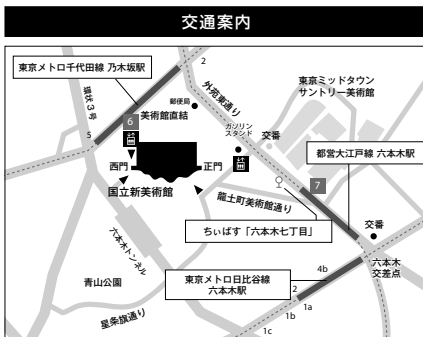 交通案内
東京メトロ千代田線 乃木坂駅
2
環状3号
郵便局
外苑東通り
東京ミッドタウン
サントリー美術館
美術館直結
6
5
ガソリン
スタンド
交番
都営大江戸線 六本木駅
西門
正門
国立新美術館
7
龍土町美術館通り
ちぃばす「六本木七丁目」
六本木トンネル
交番
六本木
交差点
東京メトロ日比谷線
六本木駅
4b
青山公園
2
1a
1b
1c
星条旗通り